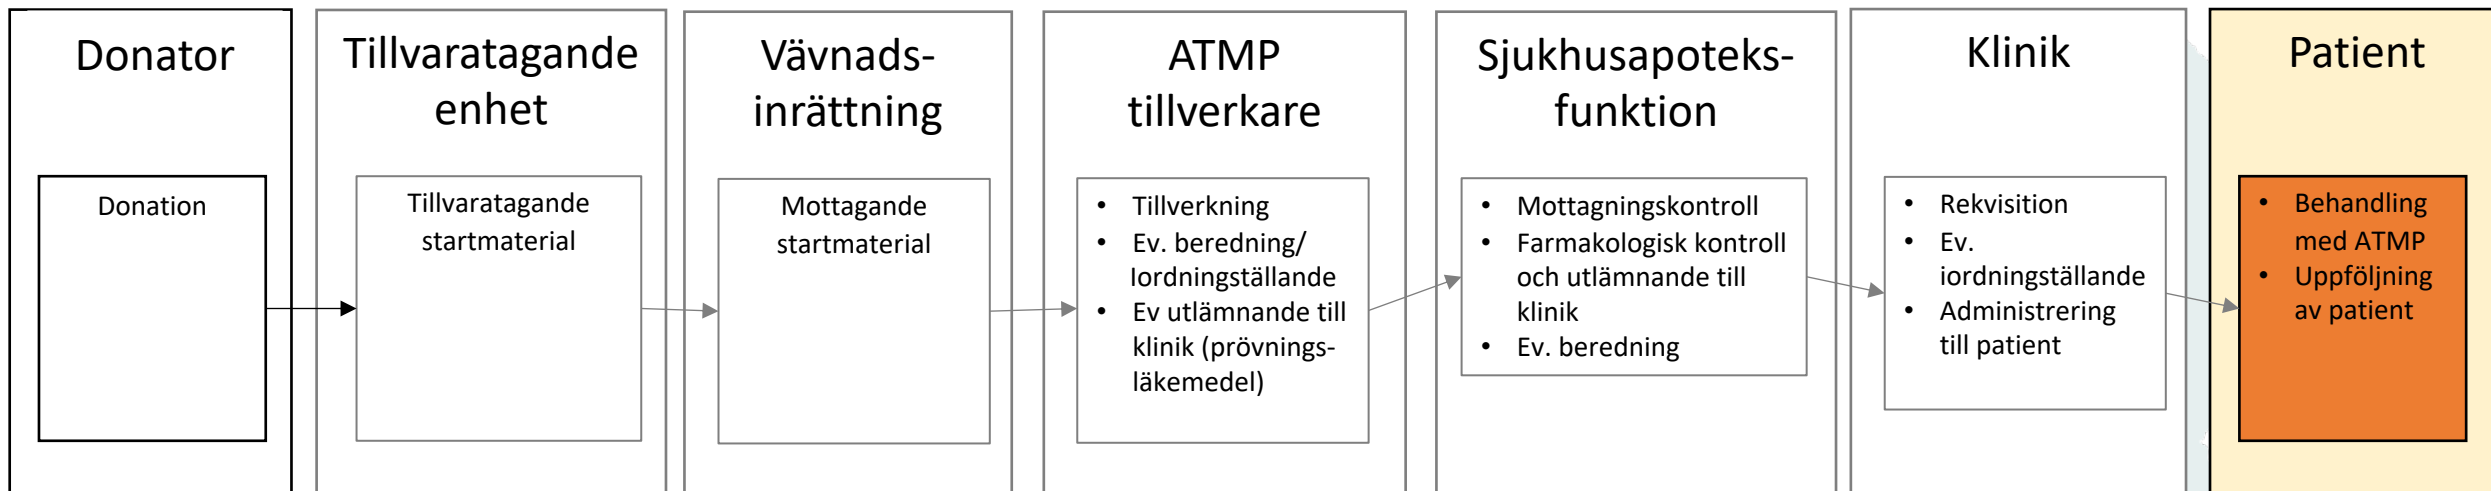 Donator
Donation
Tillvaratagande
enhet
Tillvaratagande
startmaterial
Vävnads-
inrättning
Mottagande
startmaterial
ATMP
tillverkare
• Tillverkning
• Ev. beredning/
Iordningställande
• Ev utlämnande till
klinik (prövnings-
läkemedel)
Sjukhusapoteks-
funktion
• Mottagningskontroll
• Farmakologisk kontroll
och utlämnande till
klinik
• Ev. beredning
Klinik
• Rekvisition
• Ev.
iordningställande
• Administrering
till patient
Patient
• Behandling
med ATMP
• Uppföljning
av patient